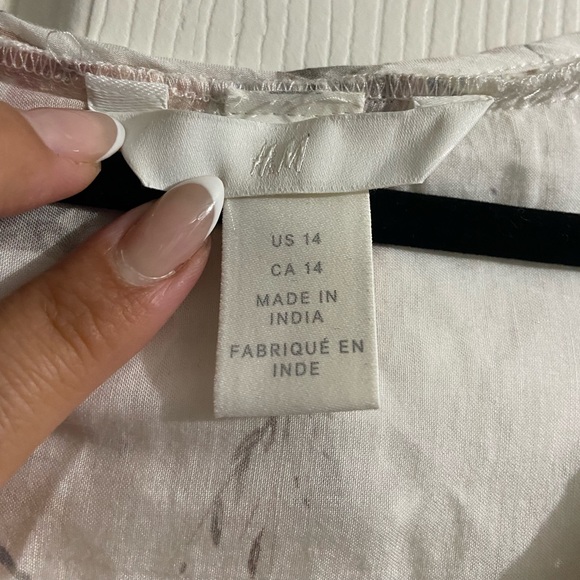 H&M
US 14
CA 14
MADE IN
INDIA
FABRIQUÉ EN
INDE